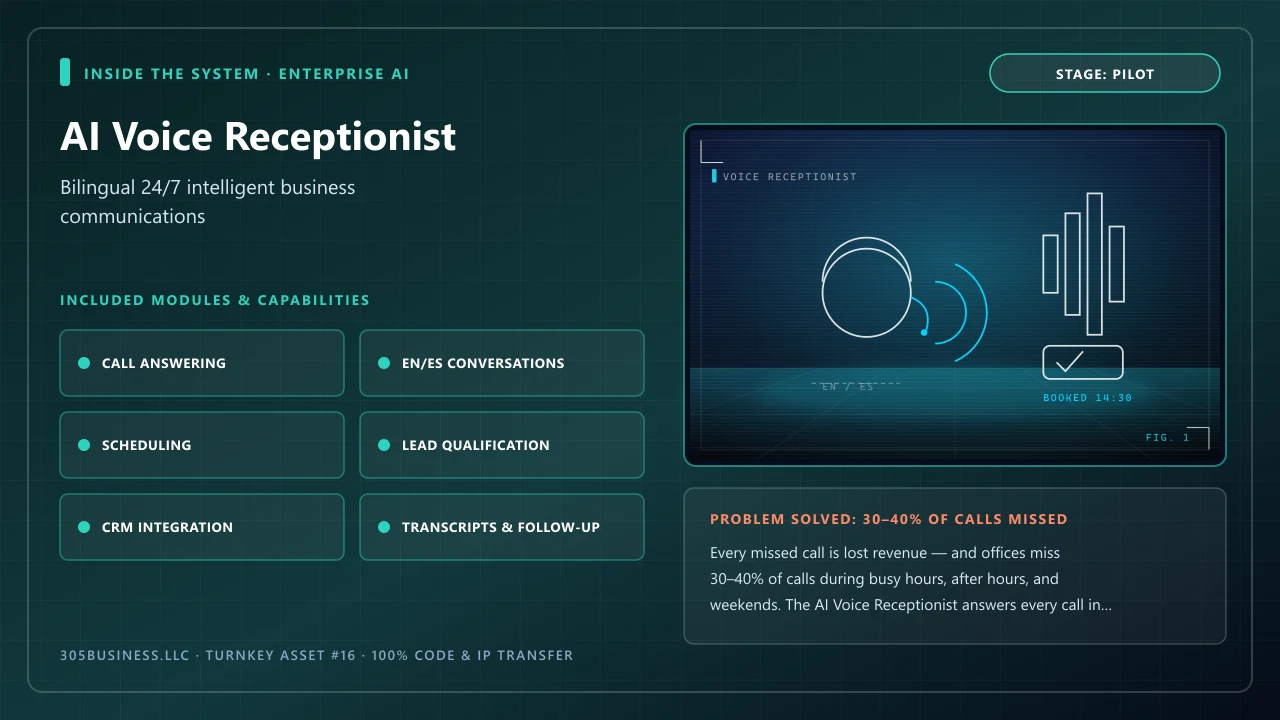 INSIDE THE SYSTEM · ENTERPRISE AI
STAGE: PILOT
AI Voice Receptionist
Bilingual 24/7 intelligent business
communications
INCLUDED MODULES & CAPABILITIES
CALL ANSWERING
EN/ES CONVERSATIONS
SCHEDULING
LEAD QUALIFICATION
CRM INTEGRATION
TRANSCRIPTS & FOLLOW-UP
VOICE RECEPTIONIST
EN / ES
BOOKED 14:30
FIG. 1
PROBLEM SOLVED: 30–40% OF CALLS MISSED
Every missed call is lost revenue — and offices miss
30–40% of calls during busy hours, after hours, and
weekends. The AI Voice Receptionist answers every call in…
305BUSINESS.LLC · TURNKEY ASSET #16 · 100% CODE & IP TRANSFER